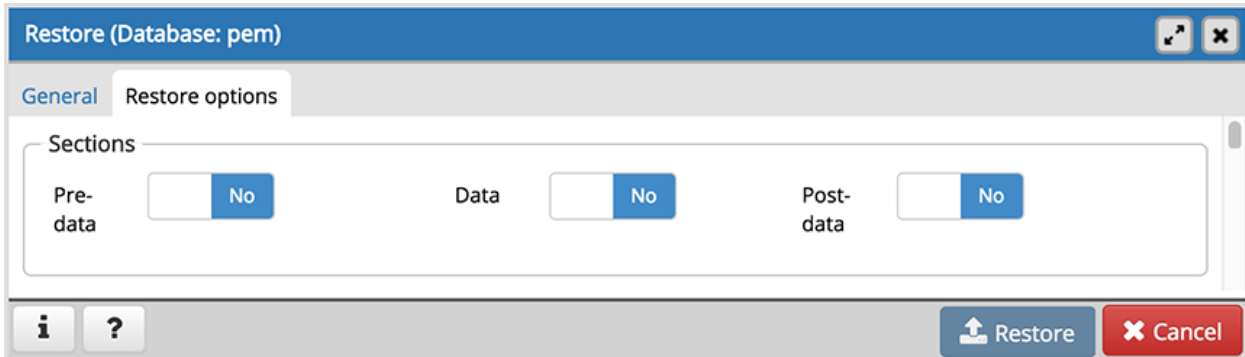 Restore (Database: pem)
General Restore options
Sections
Pre-data No Data No Post-data No
i ? Restore Cancel